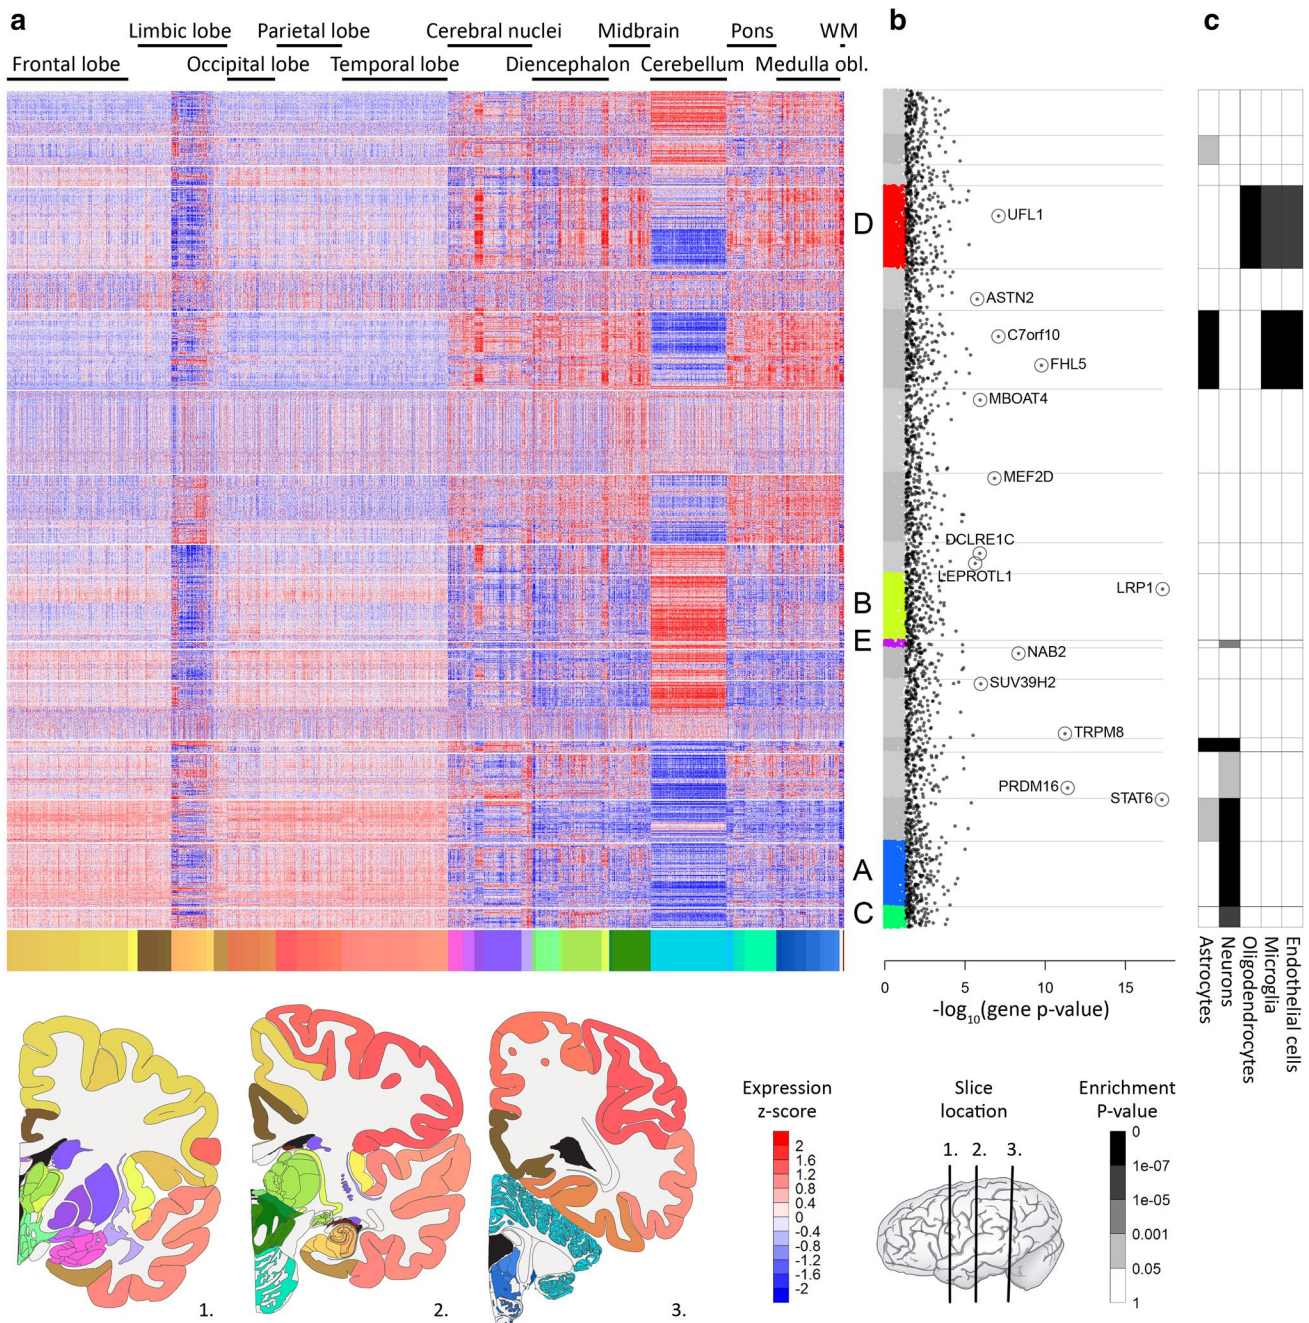 a
b
c
Limbic lobe
Parietal lobe
Cerebral nuclei
Midbrain
Pons
WM
Frontal lobe
Occipital lobe
Temporal lobe
Diencephalon
Cerebellum
Medulla obl.
D
UFL1
ASTN2
C7orf10
FHL5
MBOAT4
MEF2D
DCLRE1C
LEPROTL1
LRP1
B
E
NAB2
SUV39H2
TRPM8
PRDM16
STAT6
A
C
0
5
10
15
-log10(gene p-value)
Astrocytes
Neurons
Oligodendrocytes
Microglia
Endothelial cells
1.
2.
3.
Expression
z-score
2
1.6
1.2
0.8
0.4
0
-0.4
-0.8
-1.2
-1.6
-2
Slice
location
1.
2.
3.
Enrichment
P-value
0
1e-07
1e-05
0.001
0.05
1